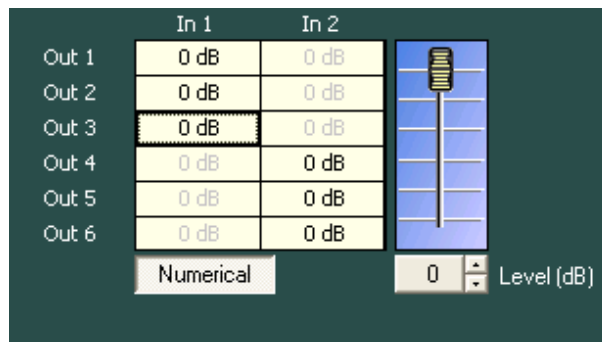 In 1 In 2
Out 1 0 dB 0 dB
Out 2 0 dB 0 dB
Out 3 0 dB 0 dB
Out 4 0 dB 0 dB
Out 5 0 dB 0 dB
Out 6 0 dB 0 dB
Numerical 0 Level (dB)